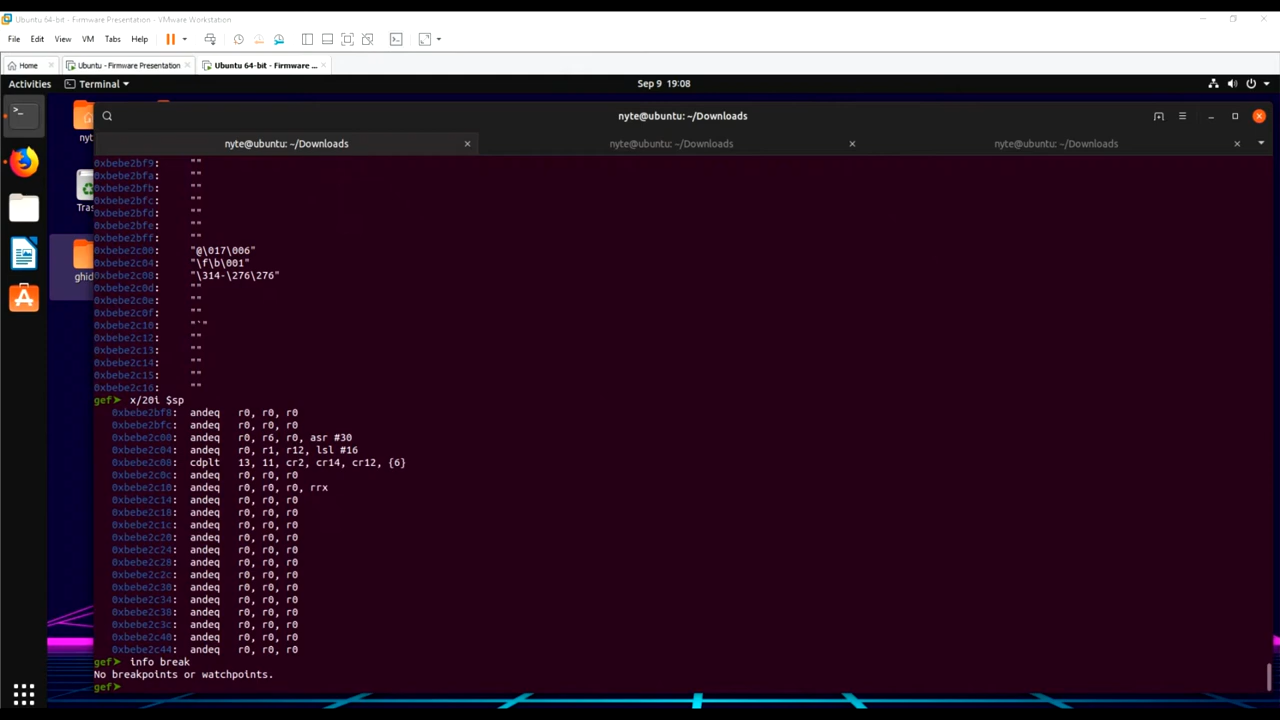 Ubuntu 64-bit - Firmware Presentation - VMware Workstation
File Edit View VM Tabs Help
Home Ubuntu - Firmware Presentation Ubuntu 64-bit - Firmware ...
Activities Terminal Sep 9 19:08
nyte@ubuntu: ~/Downloads
nyte@ubuntu: ~/Downloads nyte@ubuntu: ~/Downloads nyte@ubuntu: ~/Downloads
nyt
Tras
ghid
0xbebe2bf9: ""
0xbebe2bfa: ""
0xbebe2bfb: ""
0xbebe2bfc: ""
0xbebe2bfd: ""
0xbebe2bfe: ""
0xbebe2bff: ""
0xbebe2c00: "@\017\006"
0xbebe2c04: "\f\b\001"
0xbebe2c08: "\314-\276\276"
0xbebe2c0d: ""
0xbebe2c0e: ""
0xbebe2c0f: ""
0xbebe2c10: "`"
0xbebe2c12: ""
0xbebe2c13: ""
0xbebe2c14: ""
0xbebe2c15: ""
0xbebe2c16: ""
gef➤ x/20i $sp
0xbebe2bf8: andeq r0, r0, r0
0xbebe2bfc: andeq r0, r0, r0
0xbebe2c00: andeq r0, r6, r0, asr #30
0xbebe2c04: andeq r0, r1, r12, lsl #16
0xbebe2c08: cdplt 13, 11, cr2, cr14, cr12, {6}
0xbebe2c0c: andeq r0, r0, r0
0xbebe2c10: andeq r0, r0, r0, rrx
0xbebe2c14: andeq r0, r0, r0
0xbebe2c18: andeq r0, r0, r0
0xbebe2c1c: andeq r0, r0, r0
0xbebe2c20: andeq r0, r0, r0
0xbebe2c24: andeq r0, r0, r0
0xbebe2c28: andeq r0, r0, r0
0xbebe2c2c: andeq r0, r0, r0
0xbebe2c30: andeq r0, r0, r0
0xbebe2c34: andeq r0, r0, r0
0xbebe2c38: andeq r0, r0, r0
0xbebe2c3c: andeq r0, r0, r0
0xbebe2c40: andeq r0, r0, r0
0xbebe2c44: andeq r0, r0, r0
gef➤ info break
No breakpoints or watchpoints.
gef➤